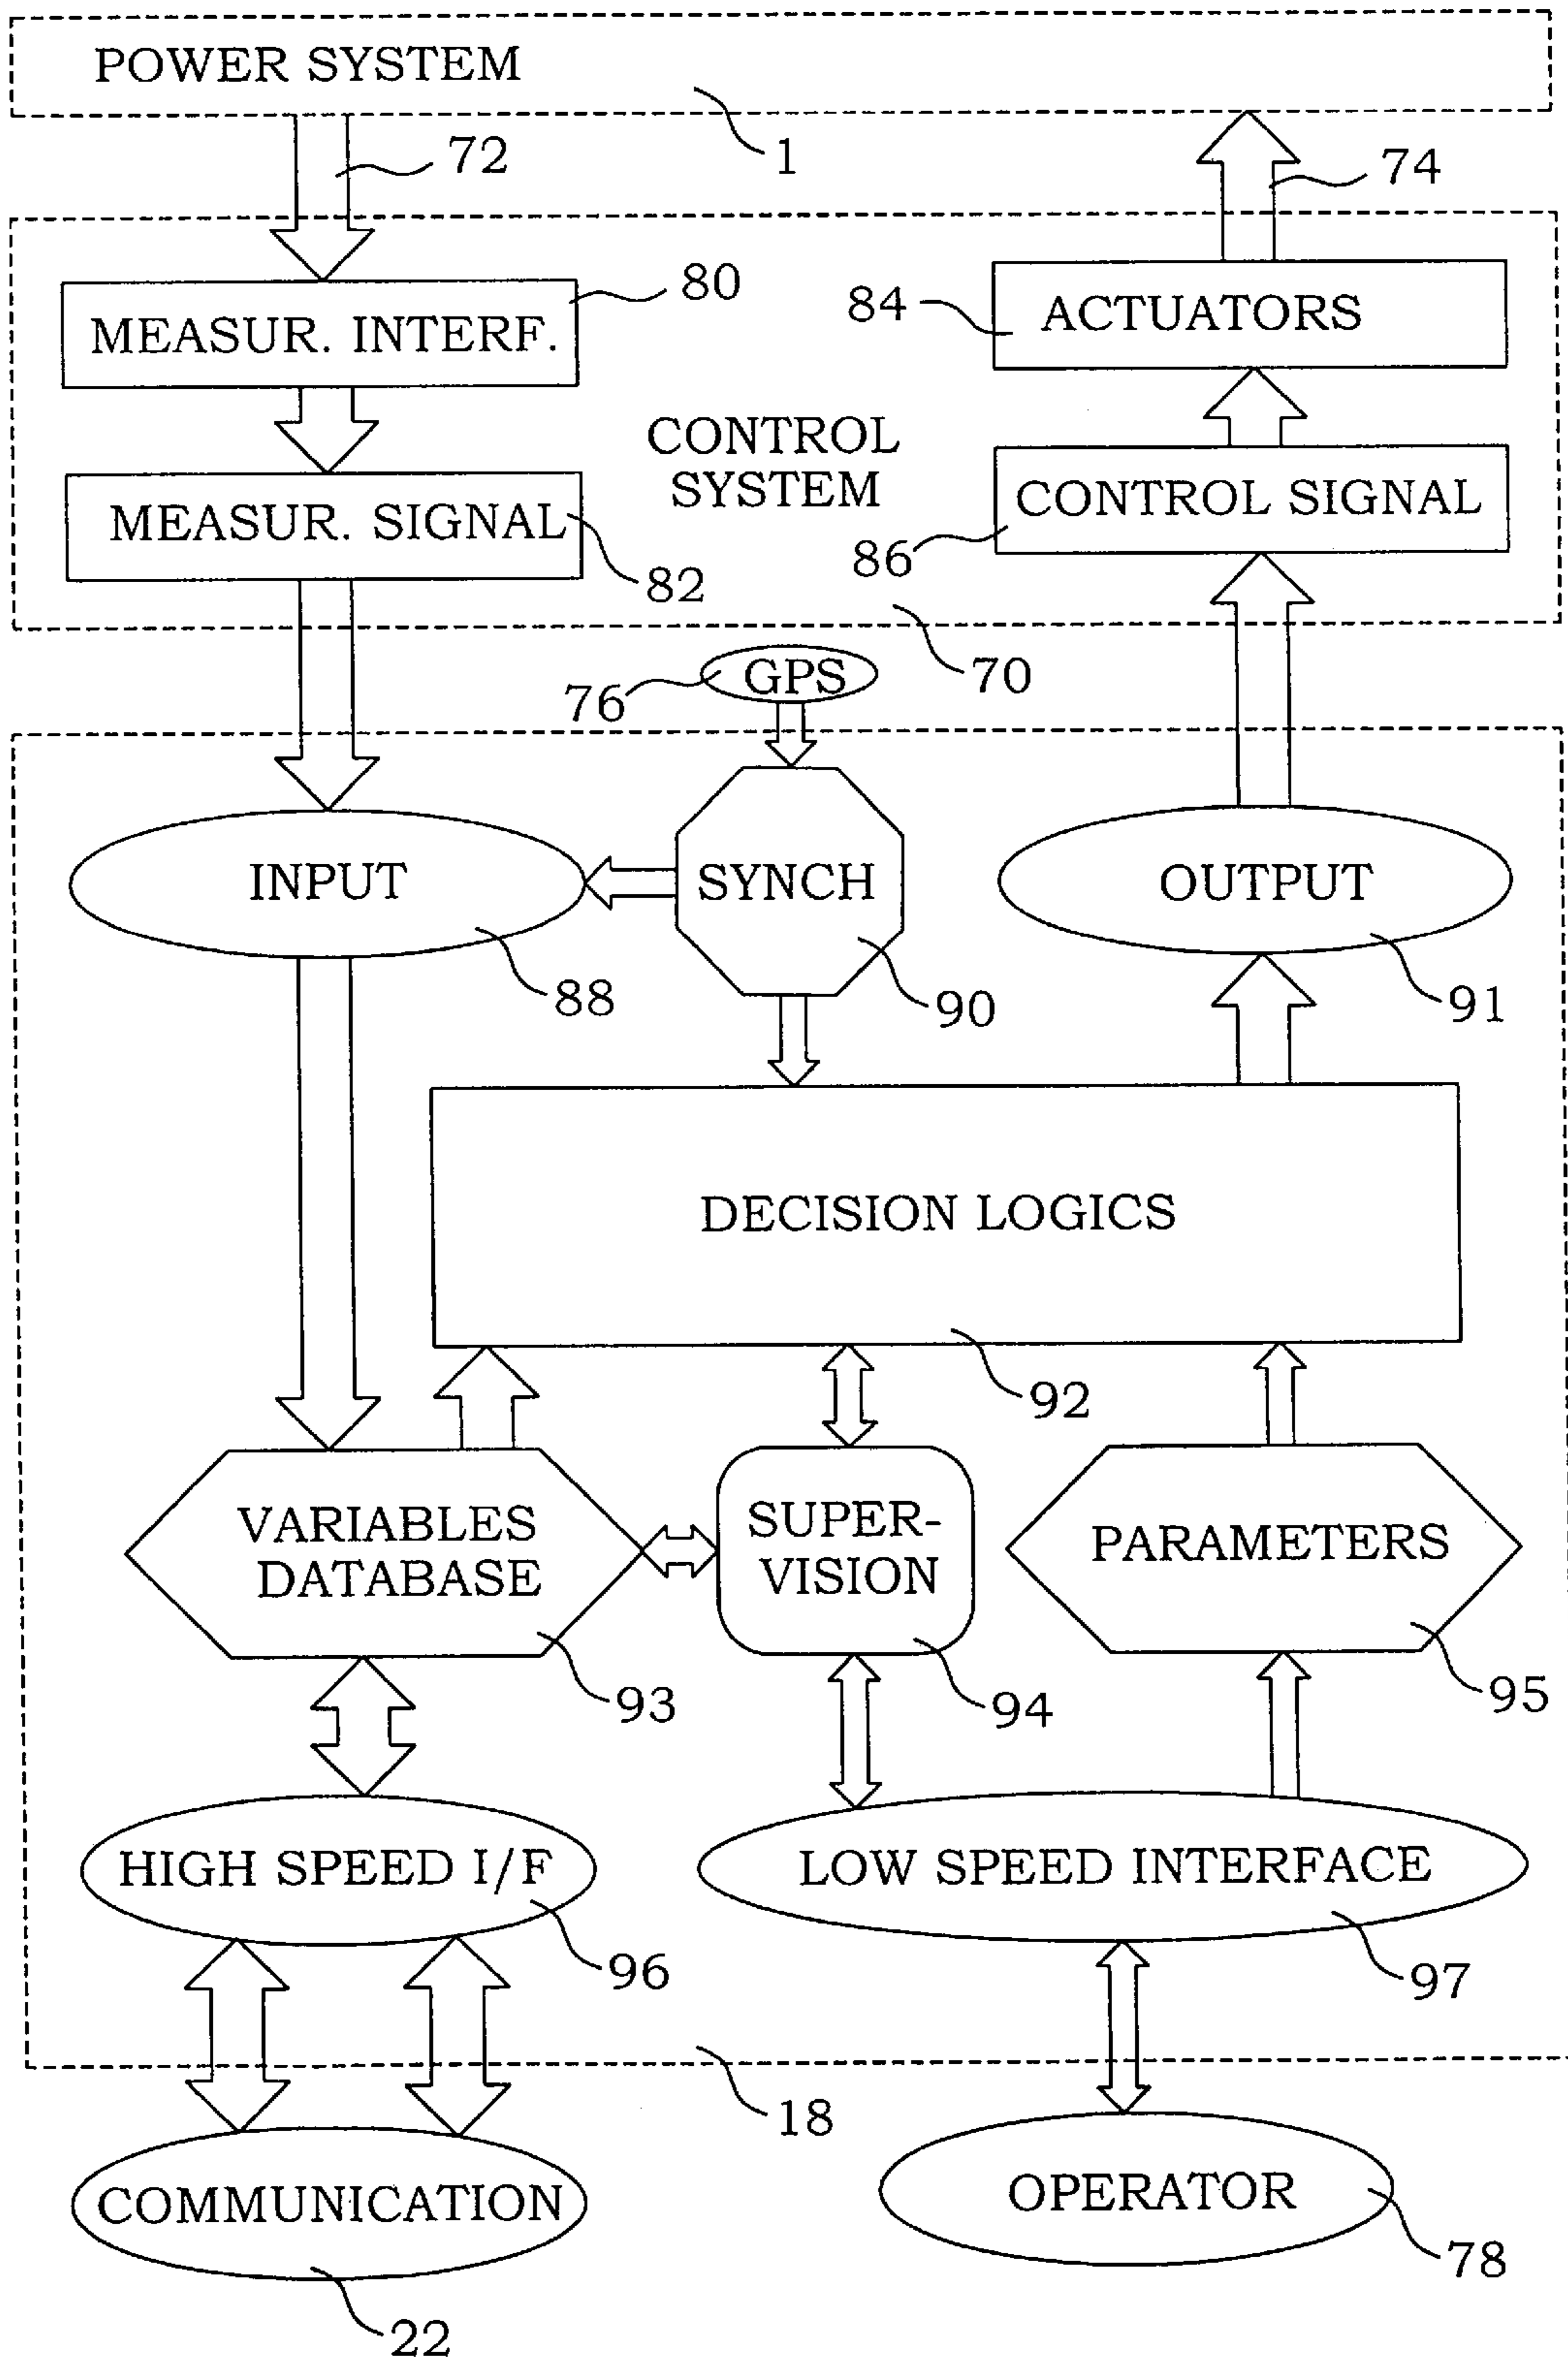 POWER SYSTEM
1
72
74
MEASUR. INTERF.
80
84
ACTUATORS
CONTROL
SYSTEM
MEASUR. SIGNAL
82
CONTROL SIGNAL
86
70
76
GPS
INPUT
88
SYNCH
90
OUTPUT
91
DECISION LOGICS
92
VARIABLES
DATABASE
93
SUPER-
VISION
94
PARAMETERS
95
HIGH SPEED I/F
96
LOW SPEED INTERFACE
97
18
COMMUNICATION
22
OPERATOR
78